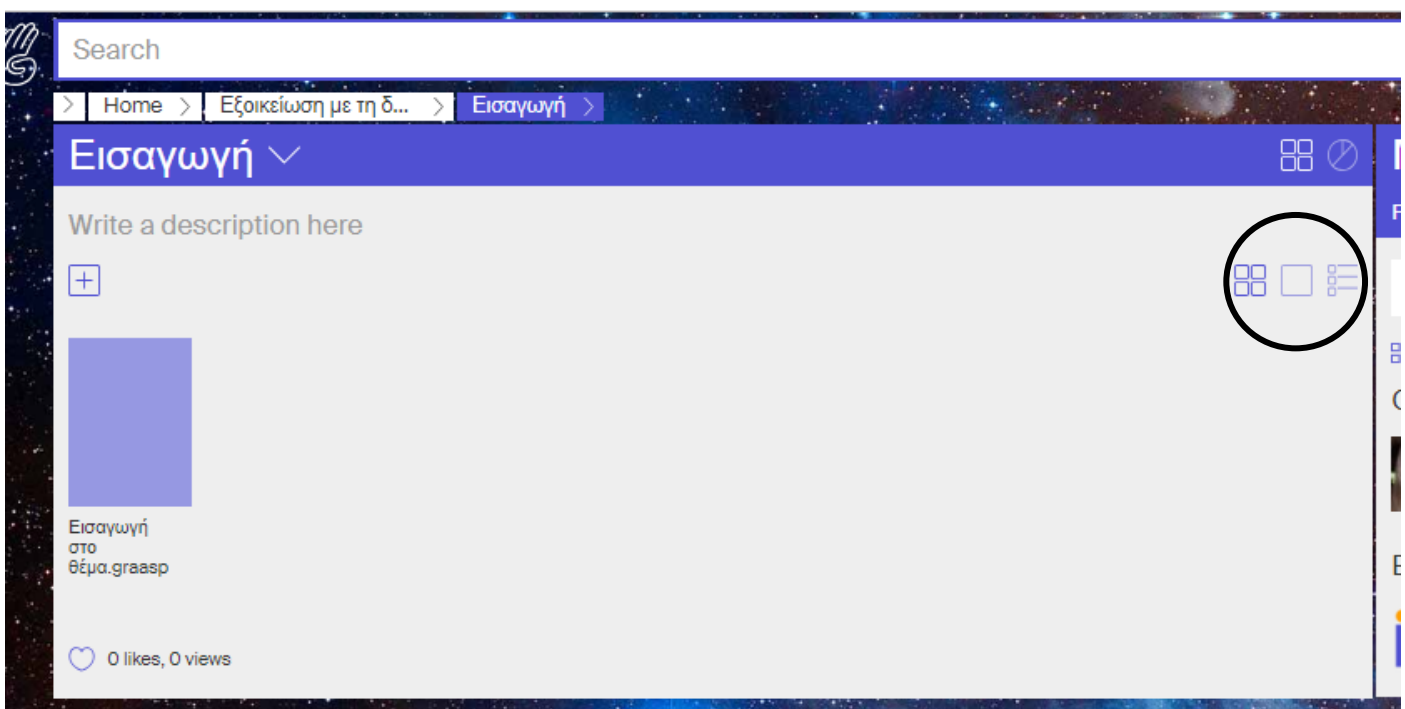 Search
> Home > Εξοικείωση με τη δ... > Εισαγωγή >
Εισαγωγή
Write a description here
Εισαγωγή
στο
θέμα.graasp
0 likes, 0 views